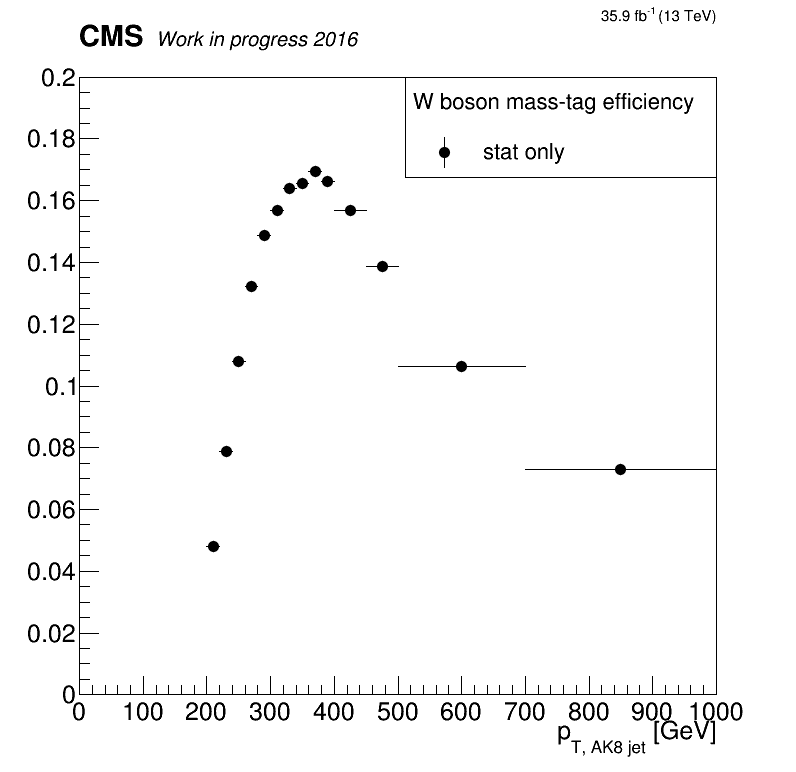 35.9 fb⁻¹ (13 TeV)
CMS Work in progress 2016
W boson mass-tag efficiency
stat only
0.2
0.18
0.16
0.14
0.12
0.1
0.08
0.06
0.04
0.02
0
0 100 200 300 400 500 600 700 800 900 1000
p T, AK8 jet [GeV]